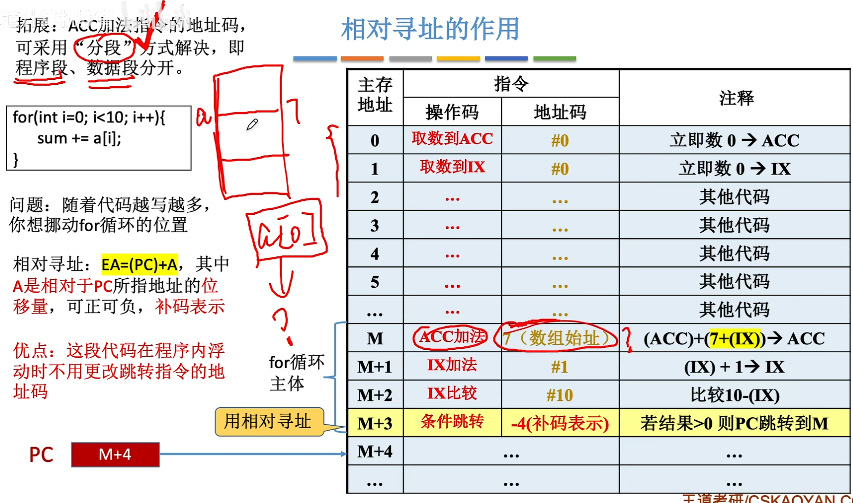 相对寻址的作用
拓展：ACC加法指令的地址码，
可采用“分段”方式解决，即
程序段、数据段分开。
for(int i=0; i<10; i++){
sum += a[i];
}
问题：随着代码越写越多，
你想挪动for循环的位置
相对寻址：EA=(PC)+A，其中
A是相对于PC所指地址的位
移量，可正可负，补码表示
优点：这段代码在程序内浮
动时不用更改跳转指令的地
址码
a
7
a[0]
?
for循环
主体
用相对寻址
PC M+4
主存地址 指令 注释
操作码 地址码
0 取数到ACC #0 立即数 0 → ACC
1 取数到IX #0 立即数 0 → IX
2 … … 其他代码
3 … … 其他代码
4 … … 其他代码
5 … … 其他代码
… … … 其他代码
M ACC加法 7（数组始址） ? (ACC)+(7+(IX))→ ACC
M+1 IX加法 #1 (IX) + 1→ IX
M+2 IX比较 #10 比较10-(IX)
M+3 条件跳转 -4(补码表示) 若结果>0 则PC跳转到M
M+4 … …
… … …
王道考研/CSKAOYAN.C